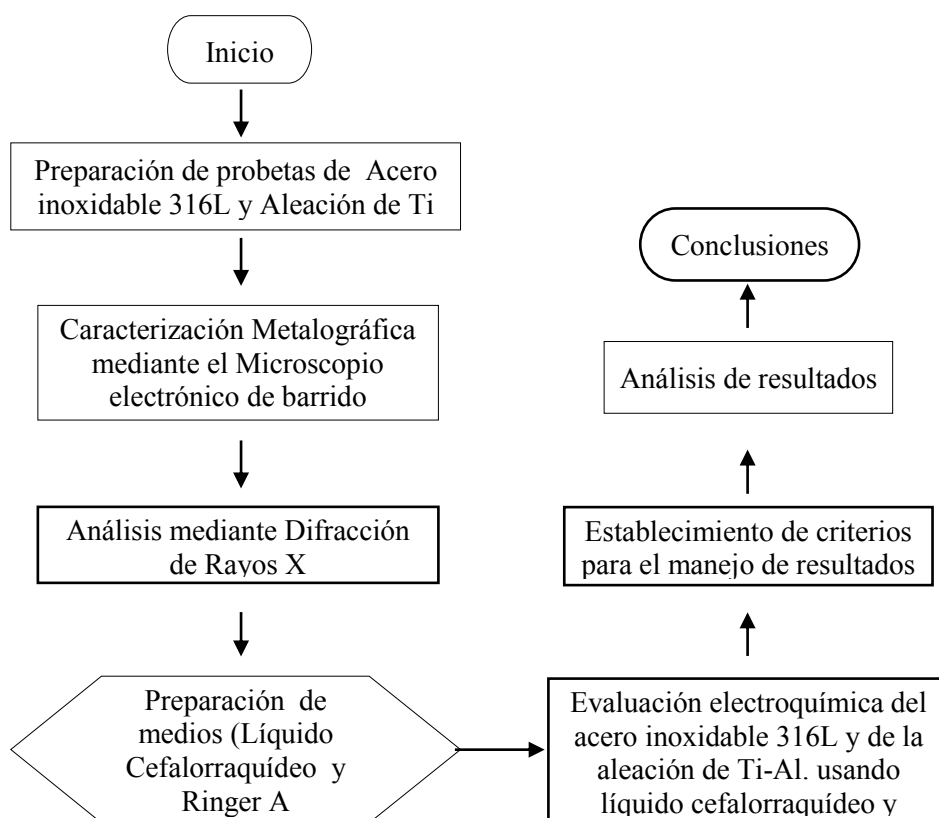 Inicio
Preparación de probetas de Acero
inoxidable 316L y Aleación de Ti
Caracterización Metalográfica
mediante el Microscopio
electrónico de barrido
Análisis mediante Difracción
de Rayos X
Preparación de
medios (Líquido
Cefalorraquídeo y
Ringer A
Evaluación electroquímica del
acero inoxidable 316L y de la
aleación de Ti-Al. usando
líquido cefalorraquídeo y
Establecimiento de criterios
para el manejo de resultados
Análisis de resultados
Conclusiones